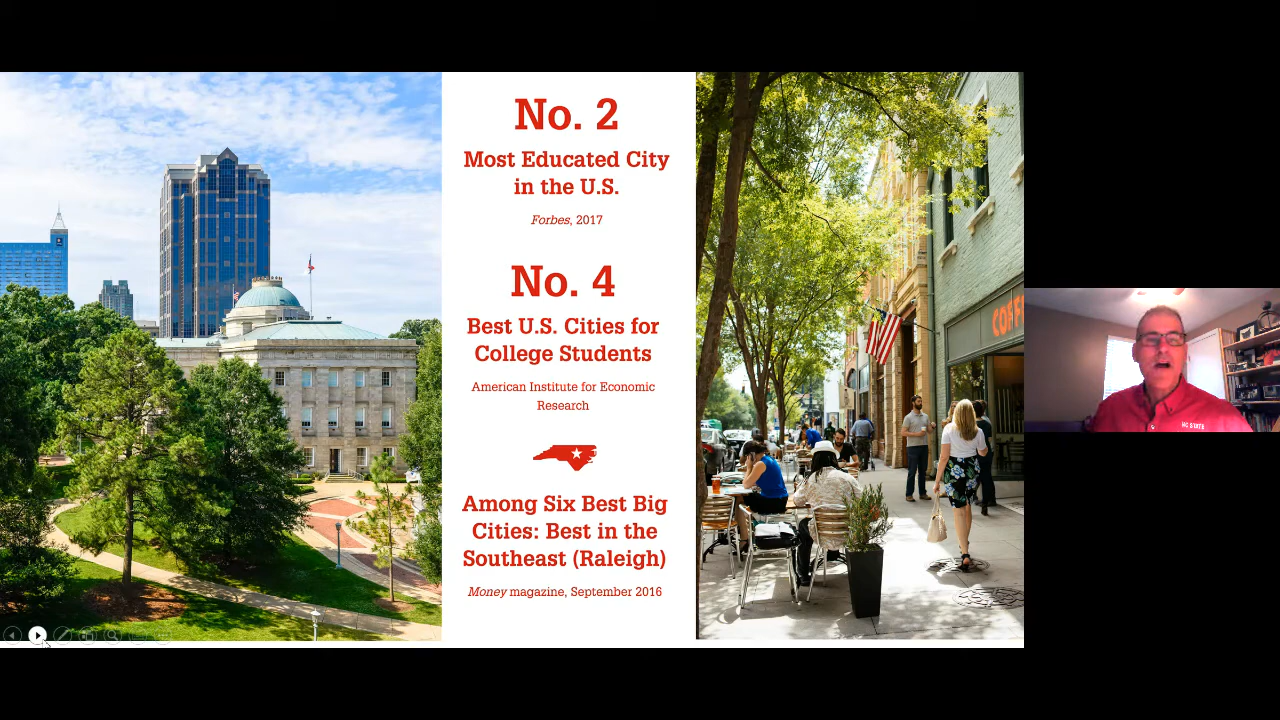 No. 2
Most Educated City
in the U.S.
Forbes, 2017
No. 4
Best U.S. Cities for
College Students
American Institute for Economic
Research
Among Six Best Big
Cities: Best in the
Southeast (Raleigh)
Money magazine, September 2016
NC STATE